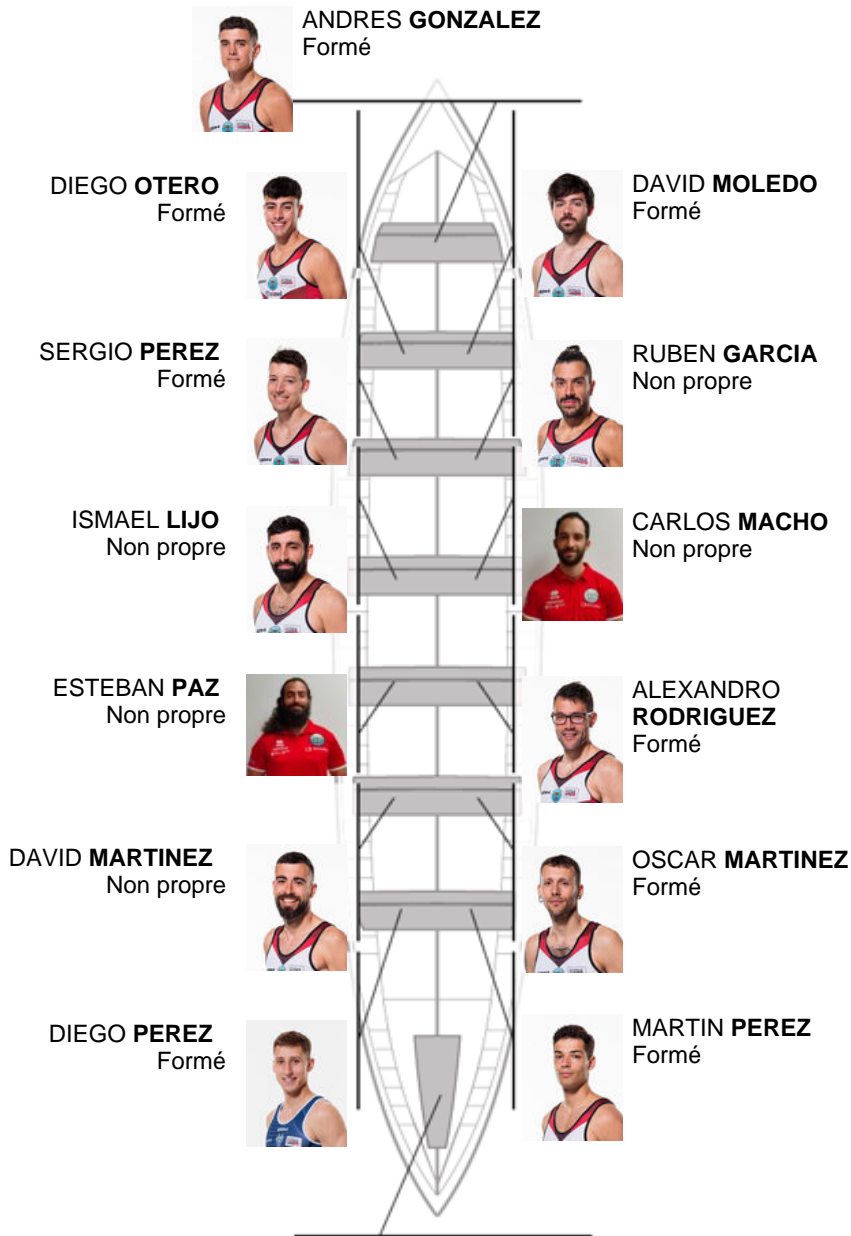 ANDRES GONZALEZ
Formé
DIEGO OTERO
Formé
DAVID MOLEDO
Formé
SERGIO PEREZ
Formé
RUBEN GARCIA
Non propre
ISMAEL LIJO
Non propre
CARLOS MACHO
Non propre
ESTEBAN PAZ
Non propre
ALEXANDRO
RODRIGUEZ
Formé
DAVID MARTINEZ
Non propre
OSCAR MARTINEZ
Formé
DIEGO PEREZ
Formé
MARTIN PEREZ
Formé